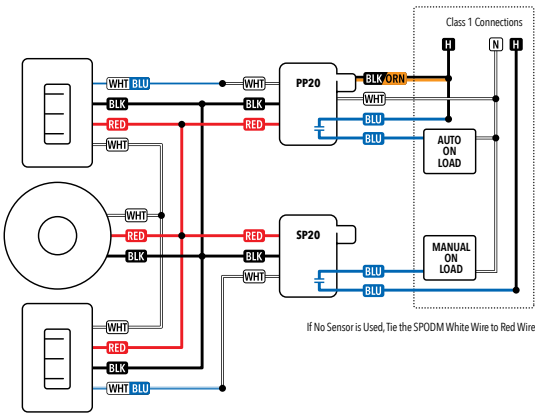 Class 1 Connections
H
N
H
WHT BLU
WHT
PP20
BLK/ORN
BLK
BLK
WHT
RED
RED
BLU
WHT
BLU
AUTO
ON
LOAD
WHT
RED
RED
SP20
BLK
BLK
MANUAL
ON
LOAD
WHT
BLU
BLU
WHT
If No Sensor is Used, Tie the SPODM White Wire to Red Wire
RED
BLK
WHT BLU